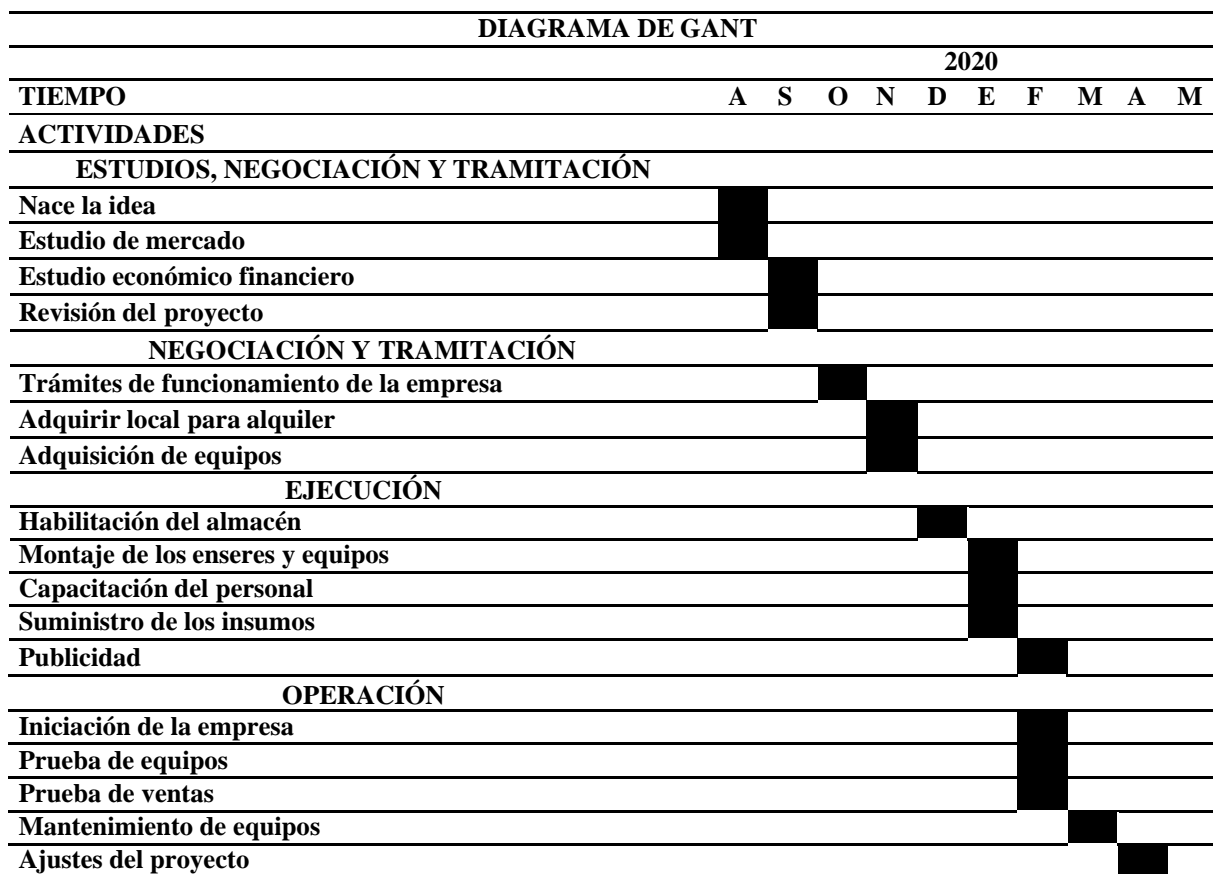 DIAGRAMA DE GANT
2020
TIEMPO A S O N D E F M A M
ACTIVIDADES
ESTUDIOS, NEGOCIACIÓN Y TRAMITACIÓN
Nace la idea
Estudio de mercado
Estudio económico financiero
Revisión del proyecto
NEGOCIACIÓN Y TRAMITACIÓN
Trámites de funcionamiento de la empresa
Adquirir local para alquiler
Adquisición de equipos
EJECUCIÓN
Habilitación del almacén
Montaje de los enseres y equipos
Capacitación del personal
Suministro de los insumos
Publicidad
OPERACIÓN
Iniciación de la empresa
Prueba de equipos
Prueba de ventas
Mantenimiento de equipos
Ajustes del proyecto